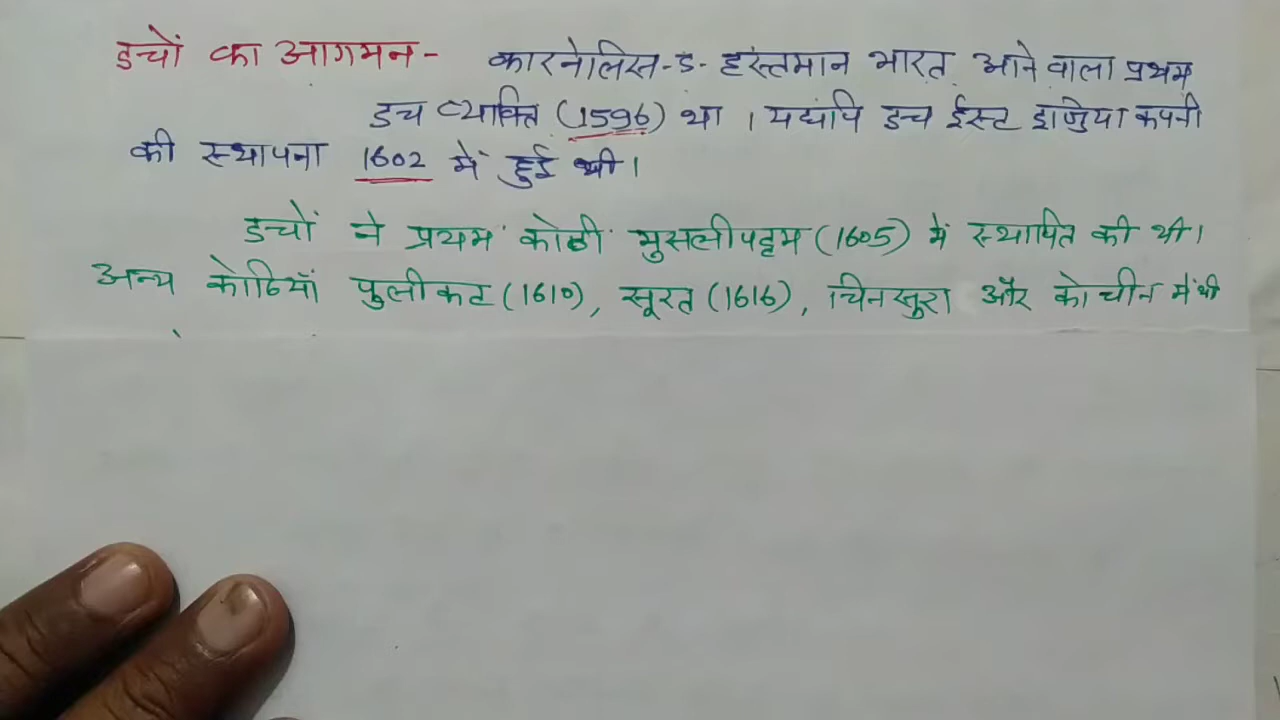 डचों का आगमन- कारनेलिस-ड- हस्तमान भारत आने वाला प्रथम
डच व्यक्ति (1596) था । यद्यपि डच ईस्ट इण्डिया कंपनी
की स्थापना 1602 में हुई थी।
डचों ने प्रथम कोठी मुसलीपट्टम (1605) में स्थापित की थी।
अन्य कोठियाँ पुलीकट (1610), सूरत (1616), चिनसुरा और कोचीन में थी